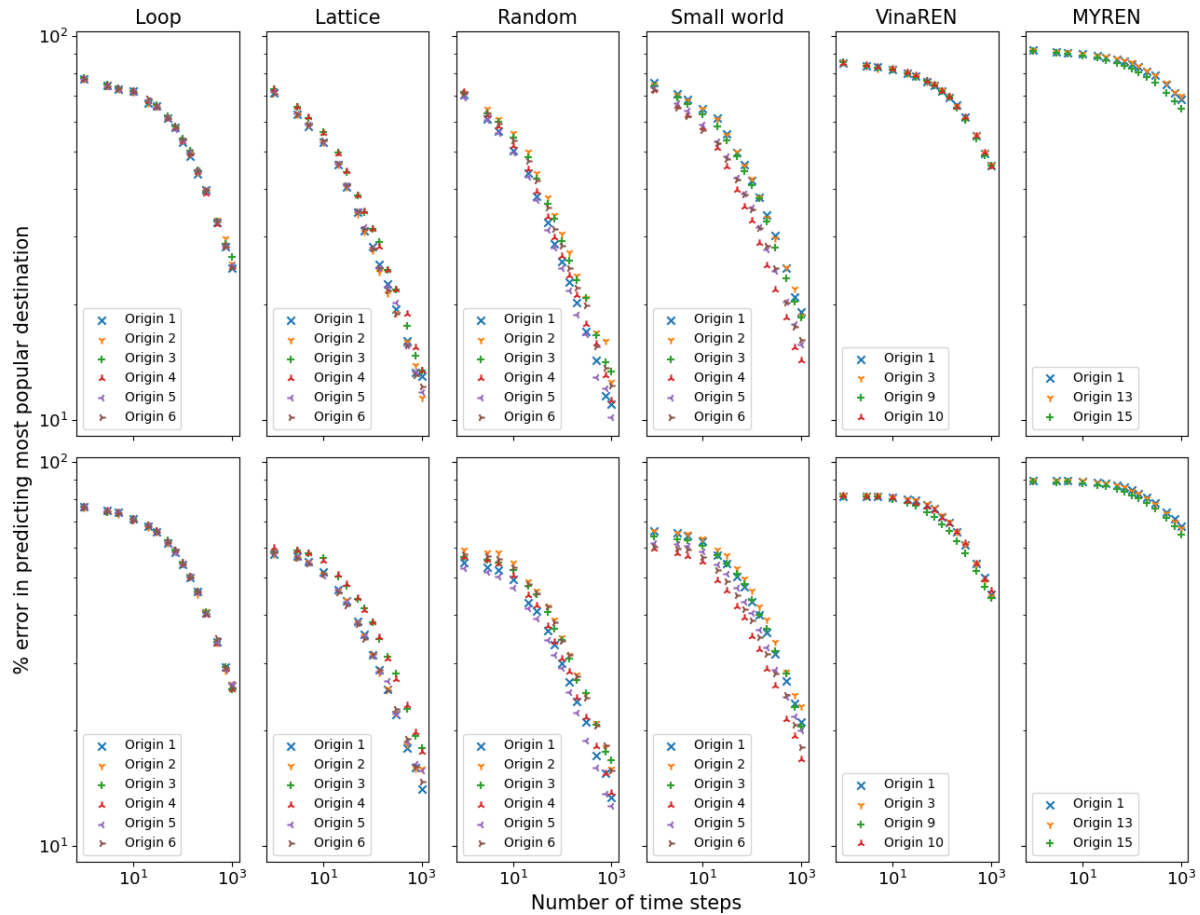 Loop Lattice Random Small world VinaREN MYREN
% error in predicting most popular destination
10²
10¹
Origin 1
Origin 2
Origin 3
Origin 4
Origin 5
Origin 6
Origin 1
Origin 2
Origin 3
Origin 4
Origin 5
Origin 6
Origin 1
Origin 2
Origin 3
Origin 4
Origin 5
Origin 6
Origin 1
Origin 2
Origin 3
Origin 4
Origin 5
Origin 6
Origin 1
Origin 3
Origin 9
Origin 10
Origin 1
Origin 13
Origin 15
10²
10¹
Origin 1
Origin 2
Origin 3
Origin 4
Origin 5
Origin 6
Origin 1
Origin 2
Origin 3
Origin 4
Origin 5
Origin 6
Origin 1
Origin 2
Origin 3
Origin 4
Origin 5
Origin 6
Origin 1
Origin 2
Origin 3
Origin 4
Origin 5
Origin 6
Origin 1
Origin 3
Origin 9
Origin 10
Origin 1
Origin 13
Origin 15
10¹ 10³ 10¹ 10³ 10¹ 10³ 10¹ 10³ 10¹ 10³ 10¹ 10³
Number of time steps